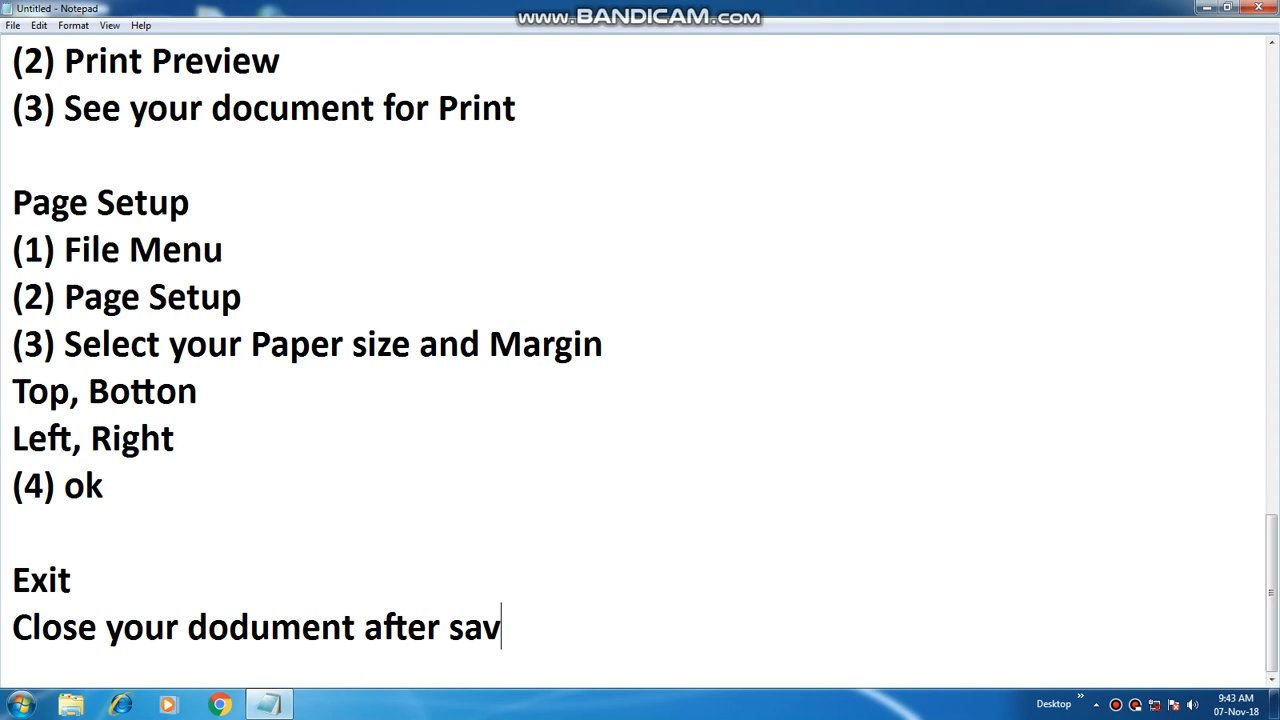 Untitled - Notepad
www.BANDICAM.com
File Edit Format View Help
(2) Print Preview
(3) See your document for Print
Page Setup
(1) File Menu
(2) Page Setup
(3) Select your Paper size and Margin
Top, Botton
Left, Right
(4) ok
Exit
Close your dodument after sav
Desktop
9:43 AM
07-Nov-18